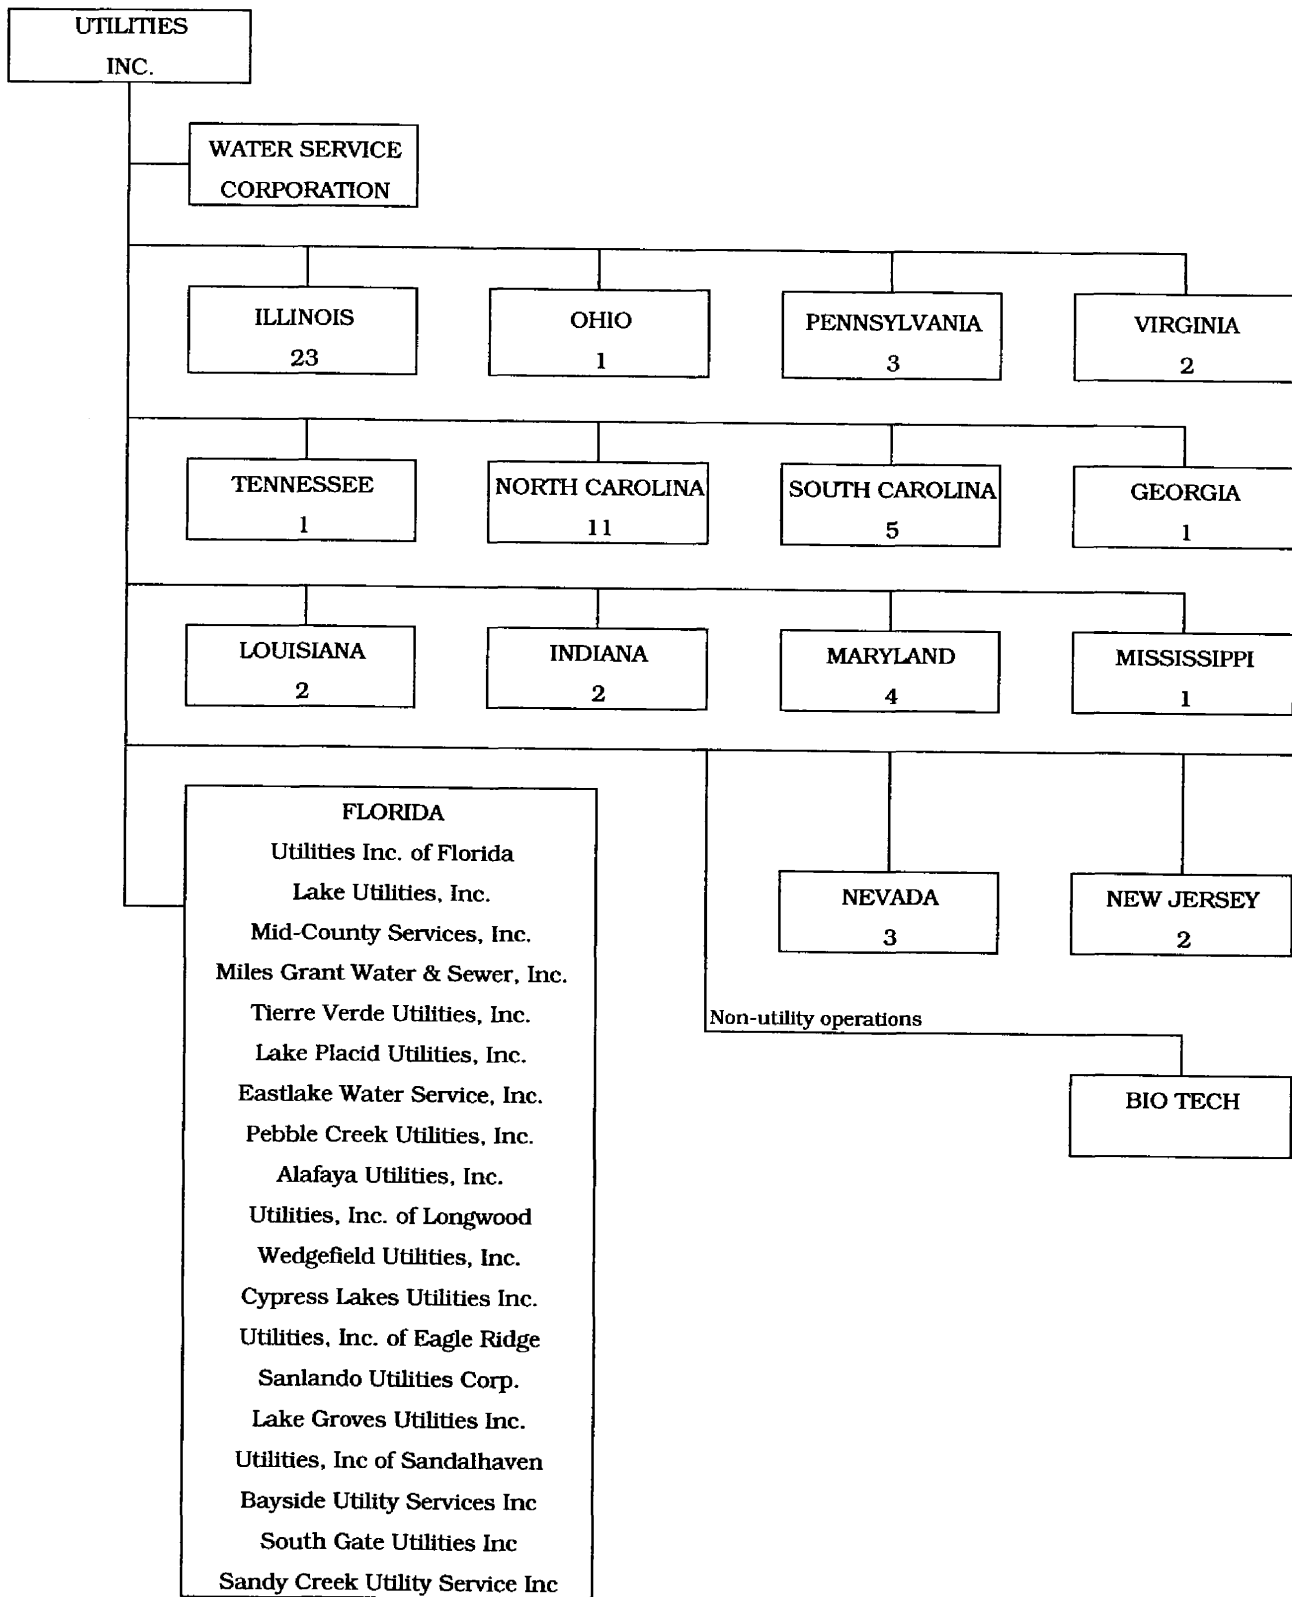 UTILITIES
INC.
WATER SERVICE
CORPORATION
ILLINOIS
23
OHIO
1
PENNSYLVANIA
3
VIRGINIA
2
TENNESSEE
1
NORTH CAROLINA
11
SOUTH CAROLINA
5
GEORGIA
1
LOUISIANA
2
INDIANA
2
MARYLAND
4
MISSISSIPPI
1
FLORIDA
Utilities Inc. of Florida
Lake Utilities, Inc.
Mid-County Services, Inc.
Miles Grant Water & Sewer, Inc.
Tierre Verde Utilities, Inc.
Lake Placid Utilities, Inc.
Eastlake Water Service, Inc.
Pebble Creek Utilities, Inc.
Alafaya Utilities, Inc.
Utilities, Inc. of Longwood
Wedgefield Utilities, Inc.
Cypress Lakes Utilities Inc.
Utilities, Inc. of Eagle Ridge
Sanlando Utilities Corp.
Lake Groves Utilities Inc.
Utilities, Inc of Sandalhaven
Bayside Utility Services Inc
South Gate Utilities Inc
Sandy Creek Utility Service Inc
NEVADA
3
NEW JERSEY
2
Non-utility operations
BIO TECH